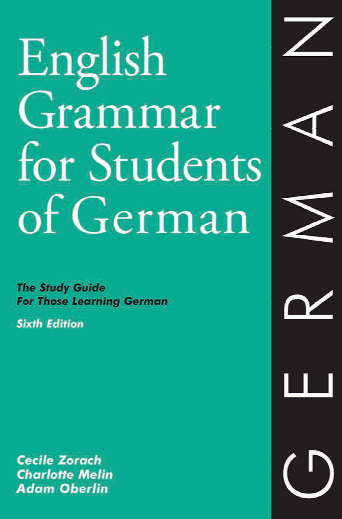 English
Grammar
for Students
of German
The Study Guide
For Those Learning German
Sixth Edition
Cecile Zorach
Charlotte Melin
Adam Oberlin
GERMAN